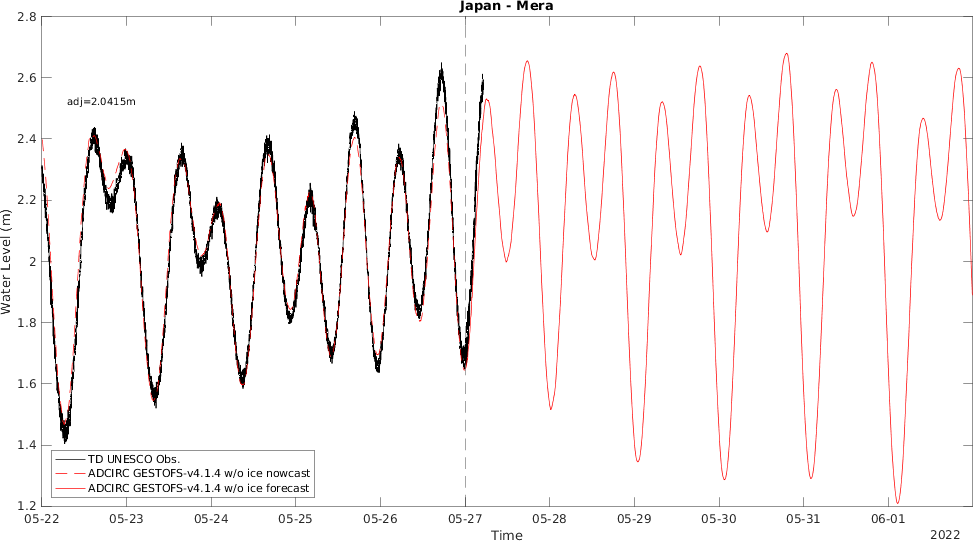 Japan - Mera
2.8
2.6
2.4
2.2
2
1.8
1.6
1.4
1.2
Water Level (m)
adj=2.0415m
TD UNESCO Obs.
ADCIRC GESTOFS-v4.1.4 w/o ice nowcast
ADCIRC GESTOFS-v4.1.4 w/o ice forecast
05-22 05-23 05-24 05-25 05-26 05-27 05-28 05-29 05-30 05-31 06-01
Time
2022